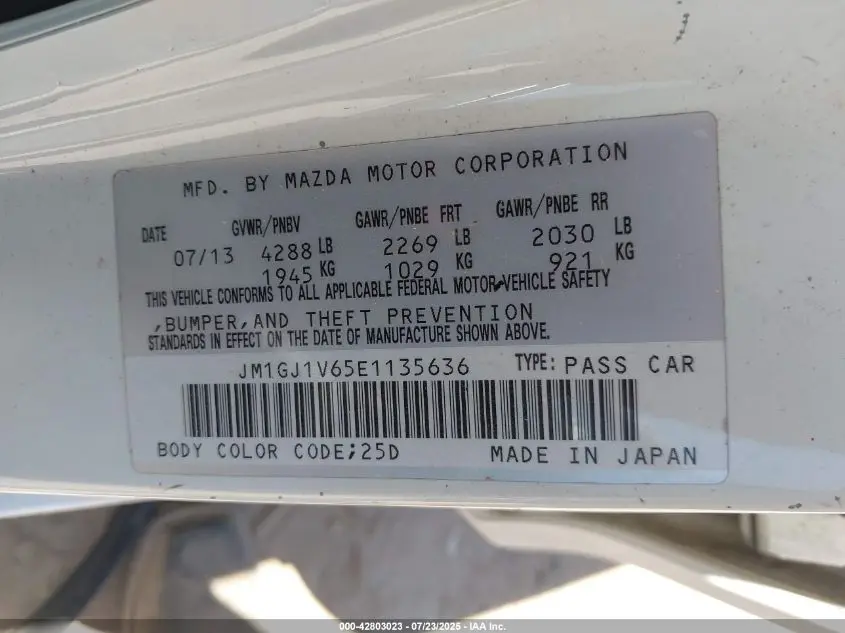 MFD. BY MAZDA MOTOR CORPORATION
DATE GVWR/PNBV GAWR/PNBE FRT GAWR/PNBE RR
07/13 4288 LB 2269 LB 2030 LB
1945 KG 1029 KG 921 KG
THIS VEHICLE CONFORMS TO ALL APPLICABLE FEDERAL MOTOR VEHICLE SAFETY
,BUMPER,AND THEFT PREVENTION
STANDARDS IN EFFECT ON THE DATE OF MANUFACTURE SHOWN ABOVE.
JM1GJ1V65E1135636 TYPE: PASS CAR
BODY COLOR CODE;25D MADE IN JAPAN
000-42803023 - 07/23/2025 - IAA Inc.